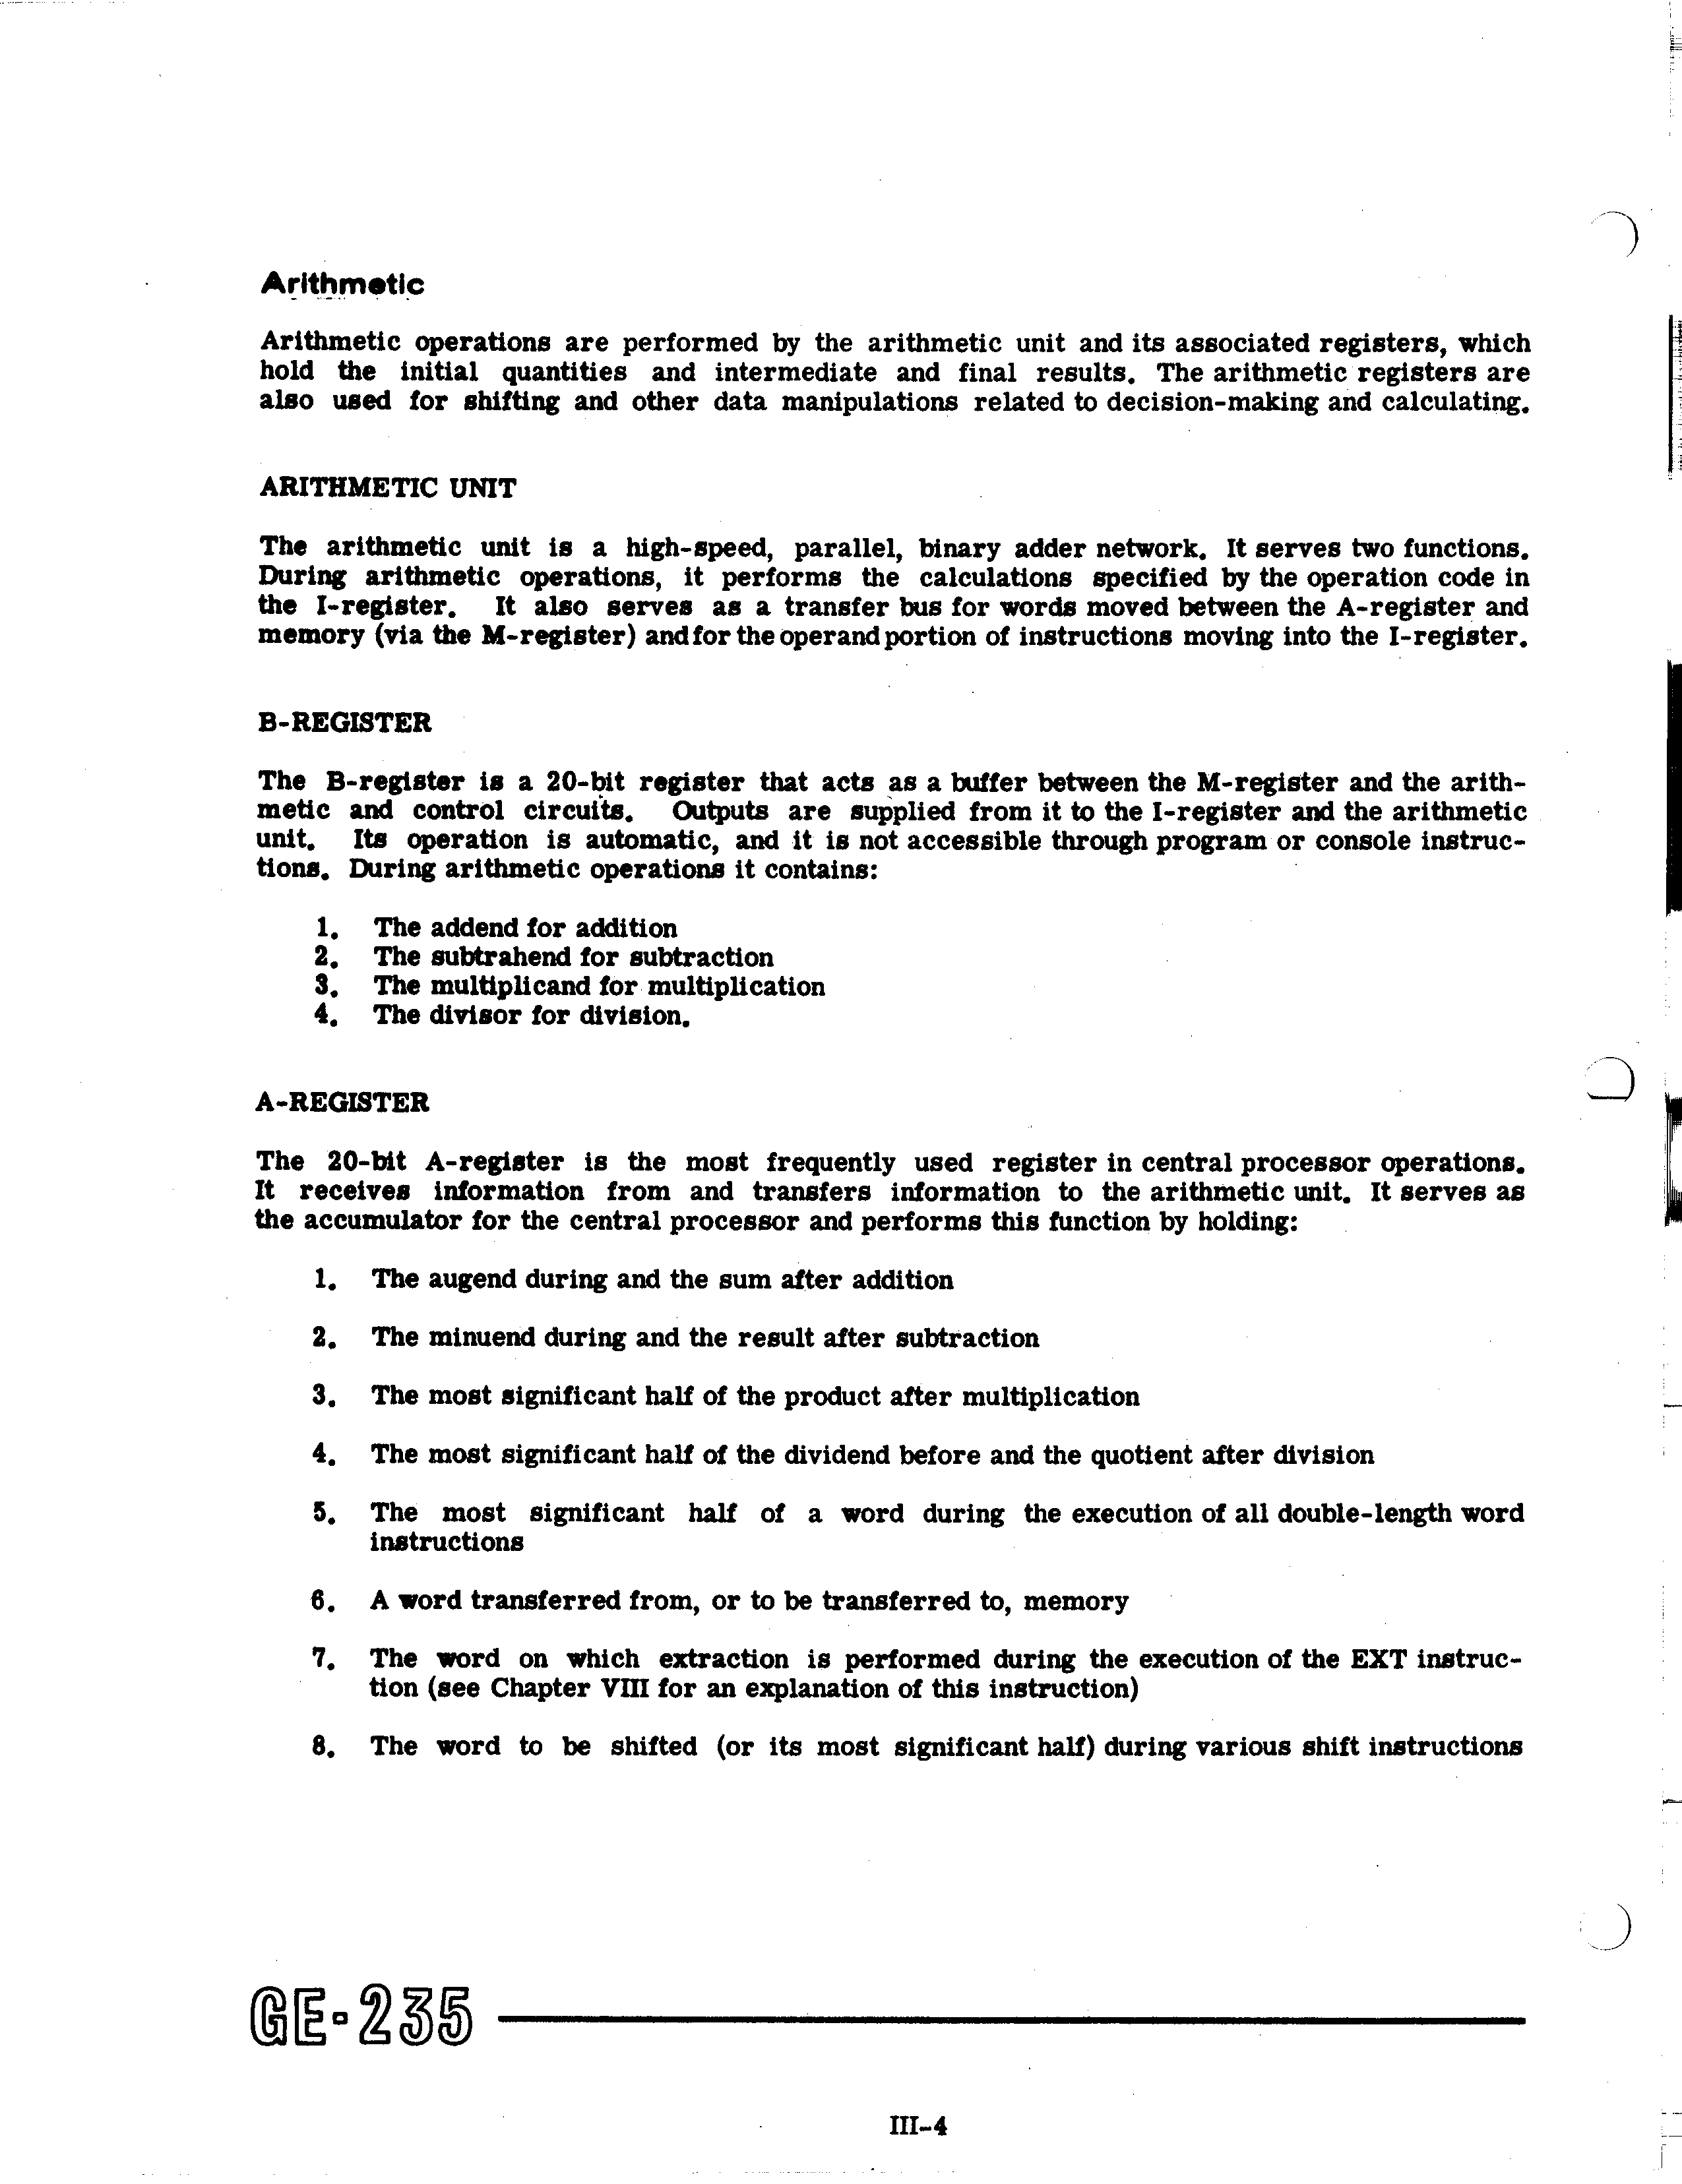 Arithmetic
Arithmetic operations are performed by the arithmetic unit and its associated registers, which
hold the initial quantities and intermediate and final results. The arithmetic registers are
also used for shifting and other data manipulations related to decision-making and calculating.
ARITHMETIC UNIT
The arithmetic unit is a high-speed, parallel, binary adder network. It serves two functions.
During arithmetic operations, it performs the calculations specified by the operation code in
the I-register. It also serves as a transfer bus for words moved between the A-register and
memory (via the M-register) and for the operand portion of instructions moving into the I-register.
B-REGISTER
The B-register is a 20-bit register that acts as a buffer between the M-register and the arith-
metic and control circuits. Outputs are supplied from it to the I-register and the arithmetic
unit. Its operation is automatic, and it is not accessible through program or console instruc-
tions. During arithmetic operations it contains:
1. The addend for addition
2. The subtrahend for subtraction
3. The multiplicand for multiplication
4. The divisor for division.
A-REGISTER
The 20-bit A-register is the most frequently used register in central processor operations.
It receives information from and transfers information to the arithmetic unit. It serves as
the accumulator for the central processor and performs this function by holding:
1. The augend during and the sum after addition
2. The minuend during and the result after subtraction
3. The most significant half of the product after multiplication
4. The most significant half of the dividend before and the quotient after division
5. The most significant half of a word during the execution of all double-length word
instructions
6. A word transferred from, or to be transferred to, memory
7. The word on which extraction is performed during the execution of the EXT instruc-
tion (see Chapter VIII for an explanation of this instruction)
8. The word to be shifted (or its most significant half) during various shift instructions
GE-235
III-4